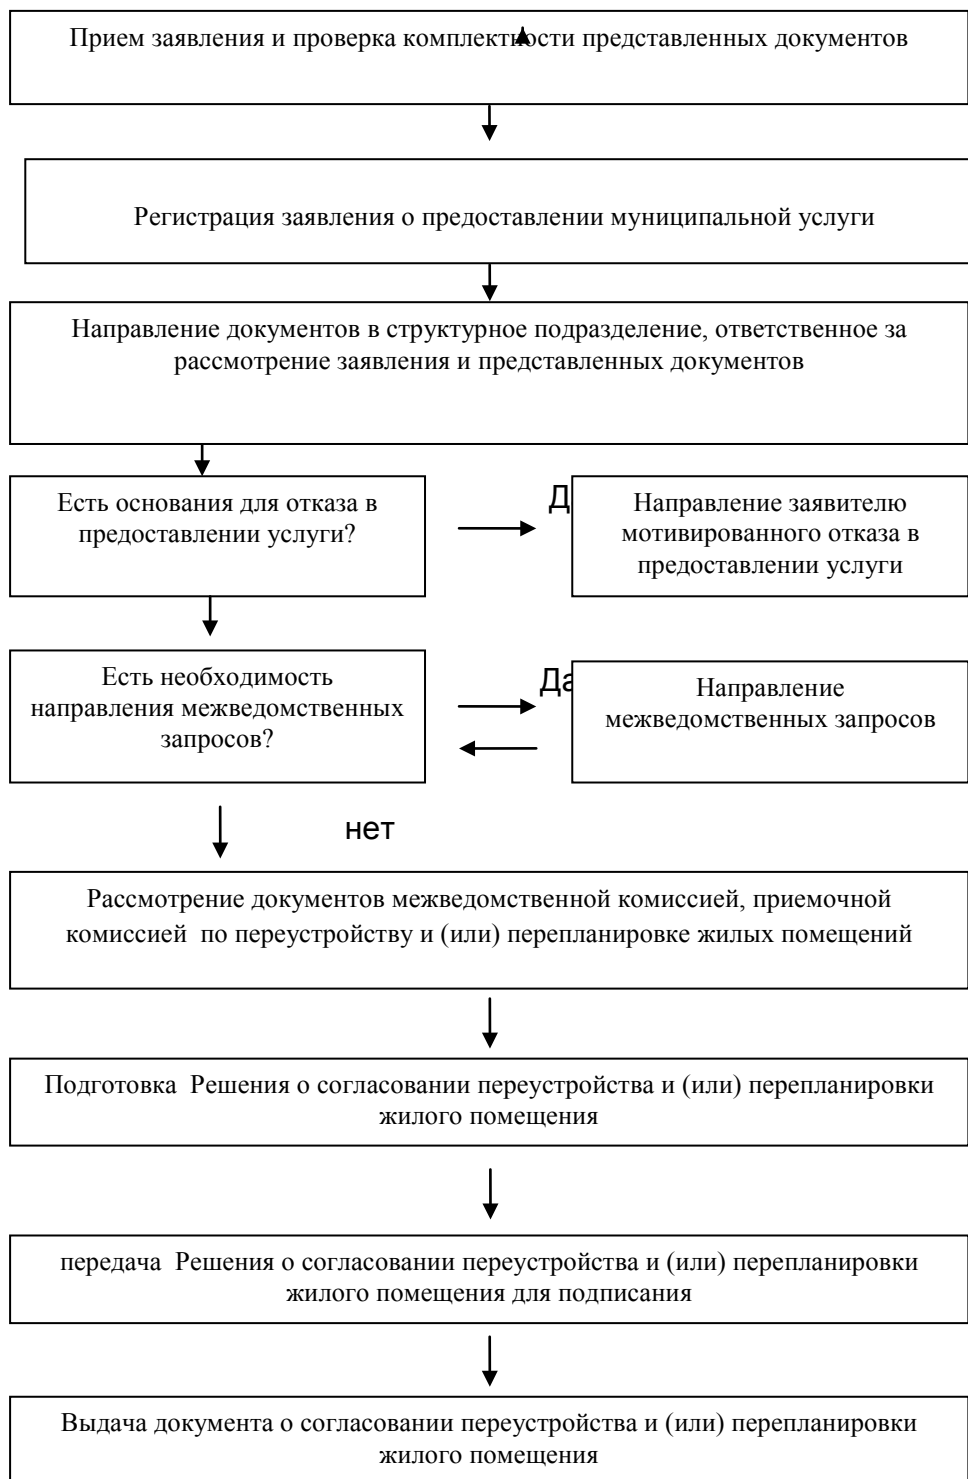 Прием заявления и проверка комплектности представленных документов
Регистрация заявления о предоставлении муниципальной услуги
Направление документов в структурное подразделение, ответственное за
рассмотрение заявления и представленных документов
Есть основания для отказа в
предоставлении услуги?
Направление заявителю
мотивированного отказа в
предоставлении услуги
Есть необходимость
направления межведомственных
запросов?
Да
Направление
межведомственных запросов
нет
Рассмотрение документов межведомственной комиссией, приемочной
комиссией по переустройству и (или) перепланировке жилых помещений
Подготовка Решения о согласовании переустройства и (или) перепланировки
жилого помещения
передача Решения о согласовании переустройства и (или) перепланировки
жилого помещения для подписания
Выдача документа о согласовании переустройства и (или) перепланировки
жилого помещения